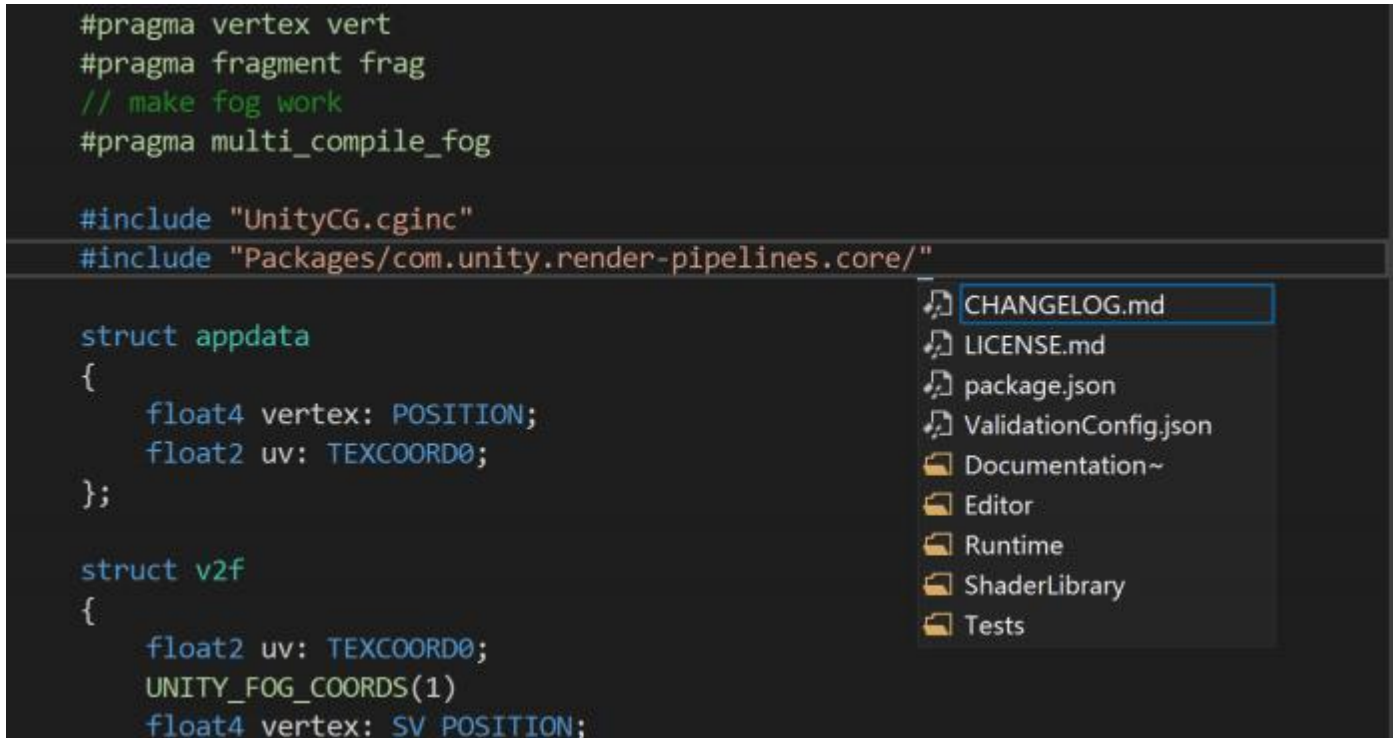 #pragma vertex vert
#pragma fragment frag
// make fog work
#pragma multi_compile_fog
#include "UnityCG.cginc"
#include "Packages/com.unity.render-pipelines.core/"
CHANGELOG.md
LICENSE.md
package.json
ValidationConfig.json
Documentation~
Editor
Runtime
ShaderLibrary
Tests
struct appdata
{
float4 vertex: POSITION;
float2 uv: TEXCOORD0;
};
struct v2f
{
float2 uv: TEXCOORD0;
UNITY_FOG_COORDS(1)
float4 vertex: SV_POSITION;